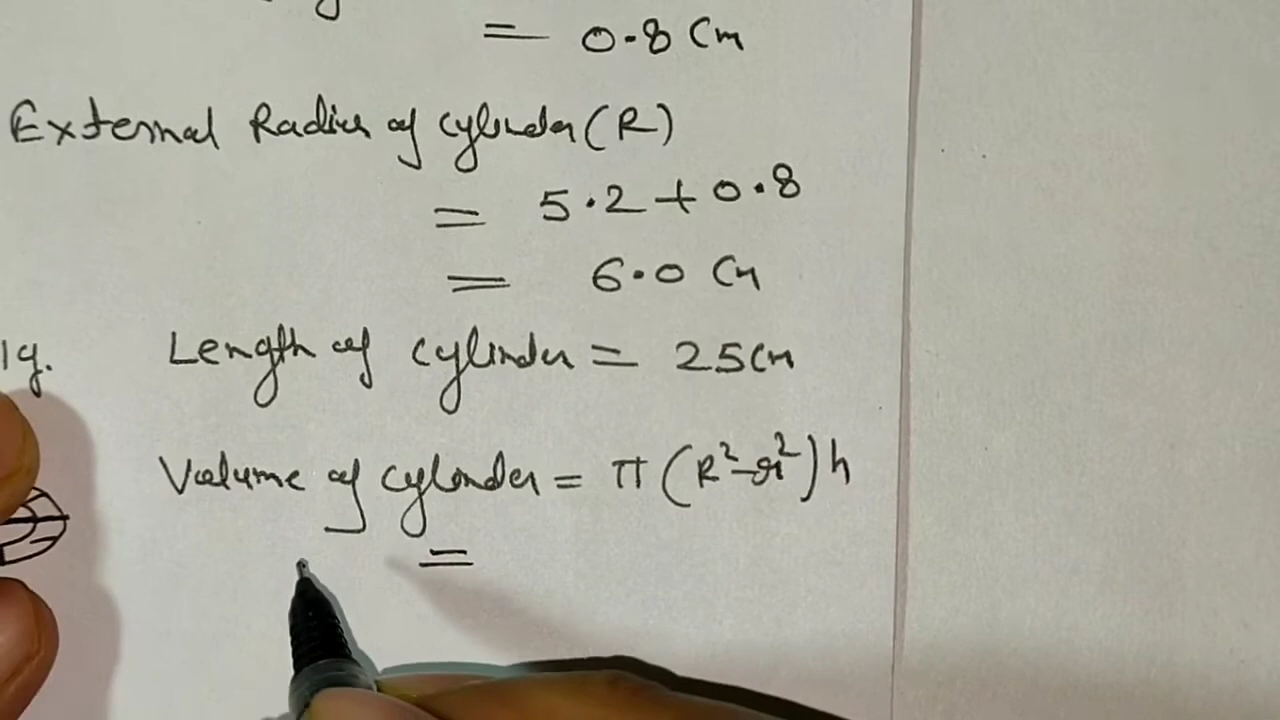 = 0.8 Cm
External Radius of cylinder (R)
= 5.2 + 0.8
= 6.0 Cm
Length of cylinder = 25cm
Volume of cylinder = π (R²-r²) h
=